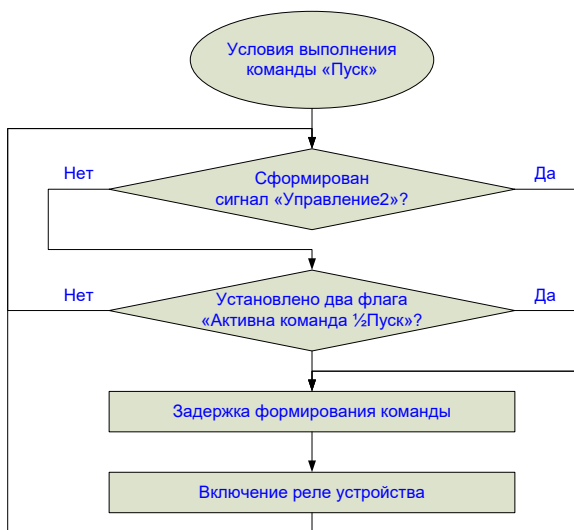 Условия выполнения
команды «Пуск»
Нет
Да
Сформирован
сигнал «Управление2»?
Нет
Да
Установлено два флага
«Активна команда ½Пуск»?
Задержка формирования команды
Включение реле устройства